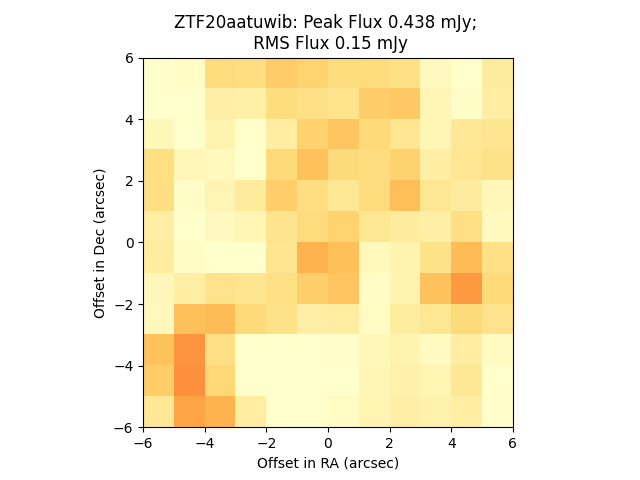 ZTF20aatuwib: Peak Flux 0.438 mJy;
RMS Flux 0.15 mJy
6
4
2
0
−2
−4
−6
Offset in Dec (arcsec)
−6 −4 −2 0 2 4 6
Offset in RA (arcsec)